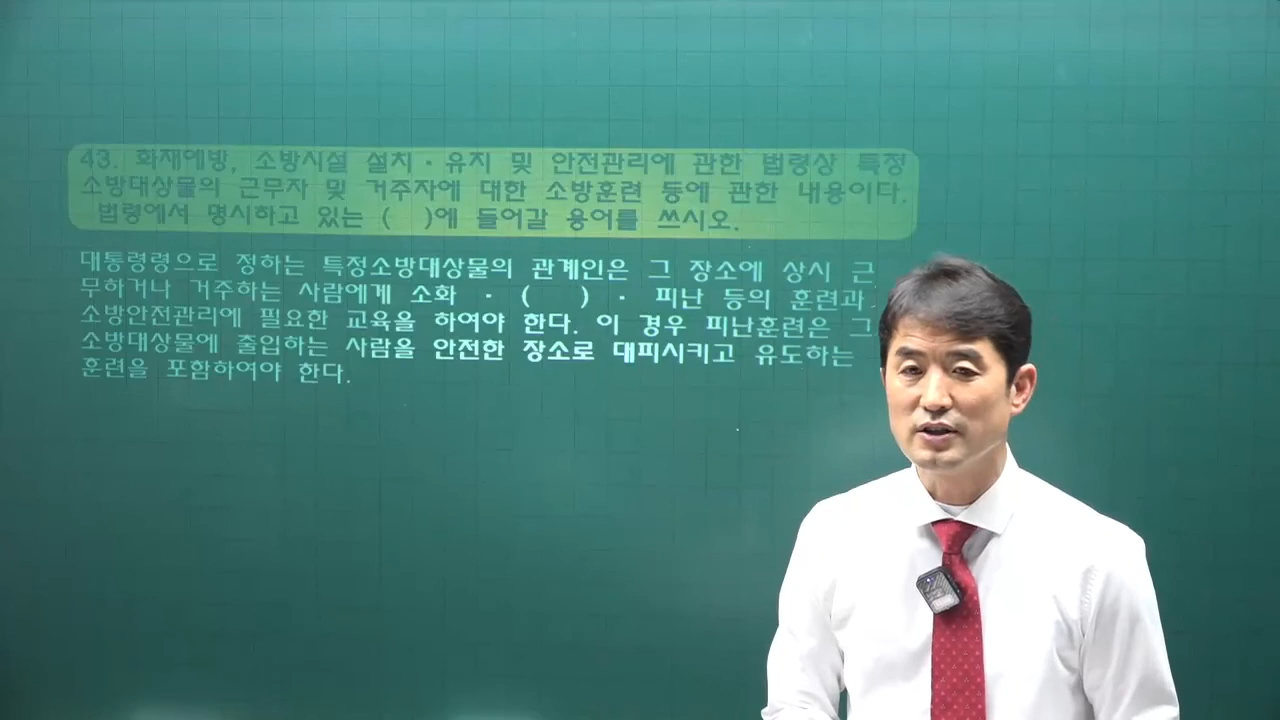 43. 화재예방, 소방시설 설치·유지 및 안전관리에 관한 법령상 특정
소방대상물의 근무자 및 거주자에 대한 소방훈련 등에 관한 내용이다.
법령에서 명시하고 있는 (  )에 들어갈 용어를 쓰시오.
대통령령으로 정하는 특정소방대상물의 관계인은 그 장소에 상시 근
무하거나 거주하는 사람에게 소화 · (  ) · 피난 등의 훈련과
소방안전관리에 필요한 교육을 하여야 한다. 이 경우 피난훈련은 그
소방대상물에 출입하는 사람을 안전한 장소로 대피시키고 유도하는
훈련을 포함하여야 한다.